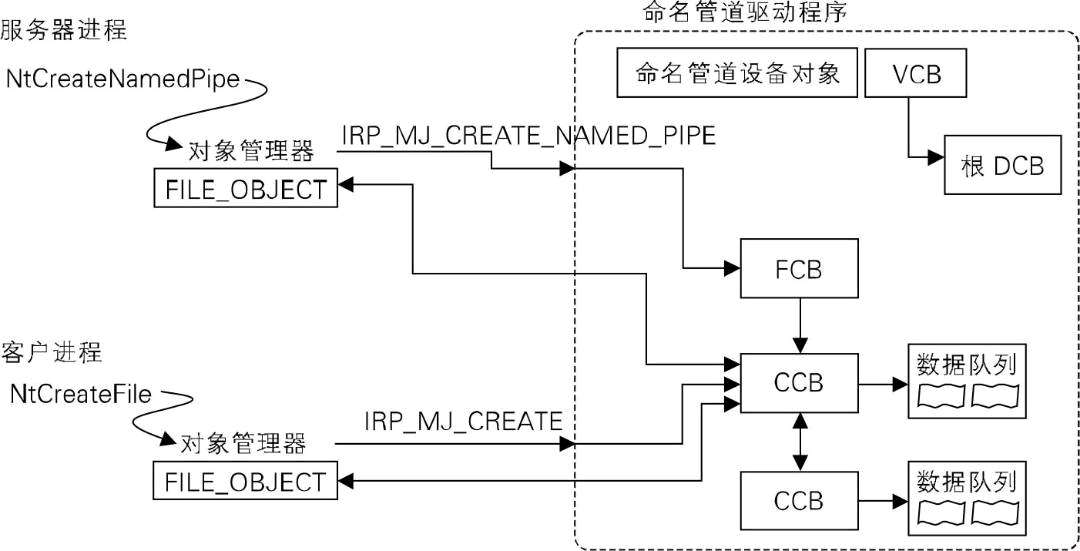 命名管道驱动程序
服务器进程
NtCreateNamedPipe
命名管道设备对象
VCB
IRP_MJ_CREATE_NAMED_PIPE
对象管理器
FILE_OBJECT
根 DCB
FCB
客户进程
NtCreateFile
CCB
数据队列
IRP_MJ_CREATE
对象管理器
FILE_OBJECT
CCB
数据队列